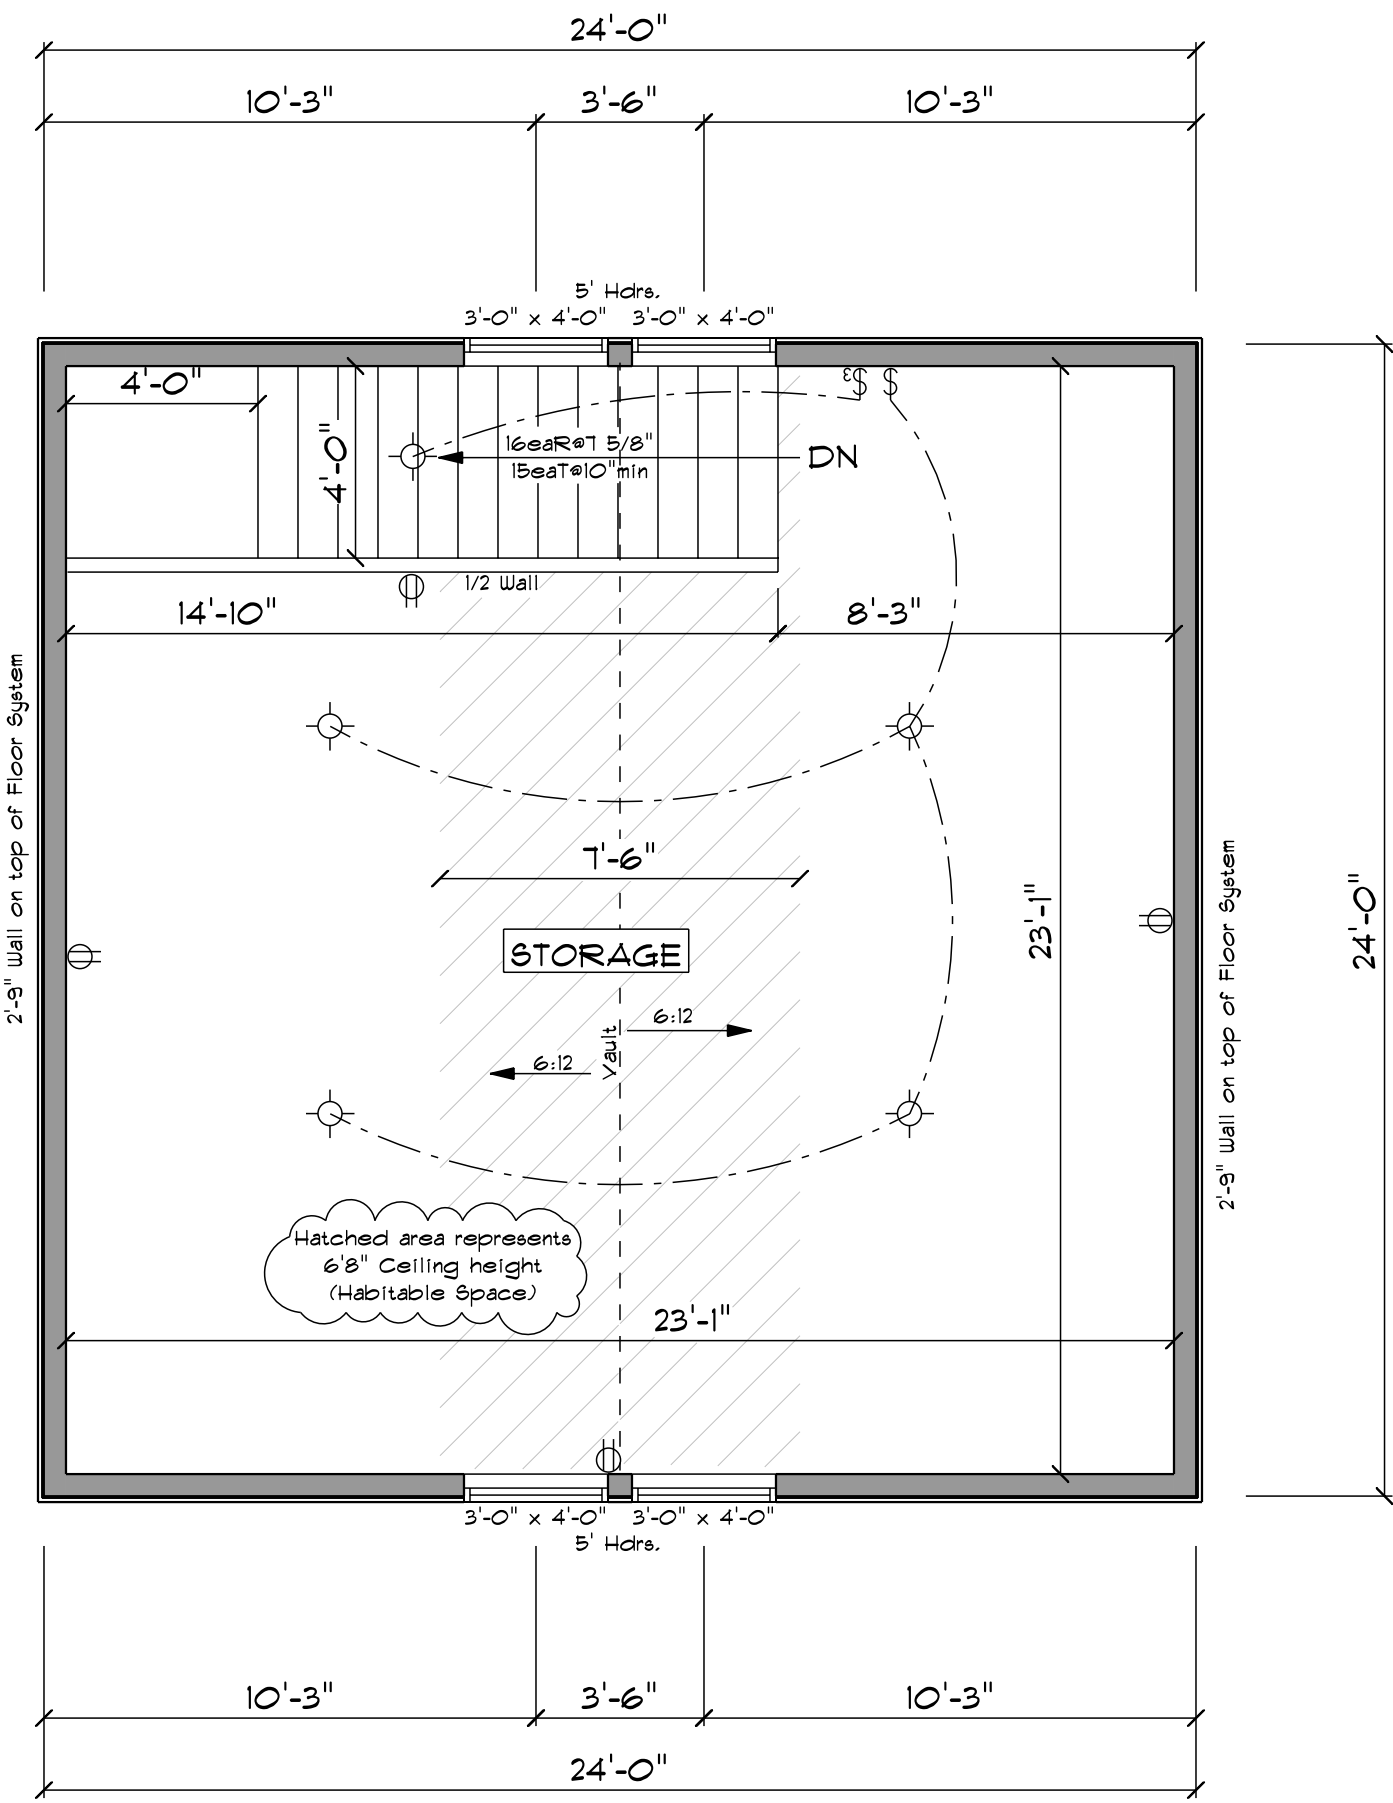 24'-0"
10'-3" 3'-6" 10'-3"
5' Hdrs.
3'-0" x 4'-0" 3'-0" x 4'-0"
4'-0"
3$ $
4'-0"
16eaR@7 5/8"
15eaT@10"min
DN
1/2 Wall
14'-10" 8'-3"
2'-9" Wall on top of Floor System
7'-6"
STORAGE
23'-1"
24'-0"
2'-9" Wall on top of Floor System
6:12
Vault
6:12
Hatched area represents
6'8" Ceiling height
(Habitable Space)
23'-1"
3'-0" x 4'-0" 3'-0" x 4'-0"
5' Hdrs.
10'-3" 3'-6" 10'-3"
24'-0"